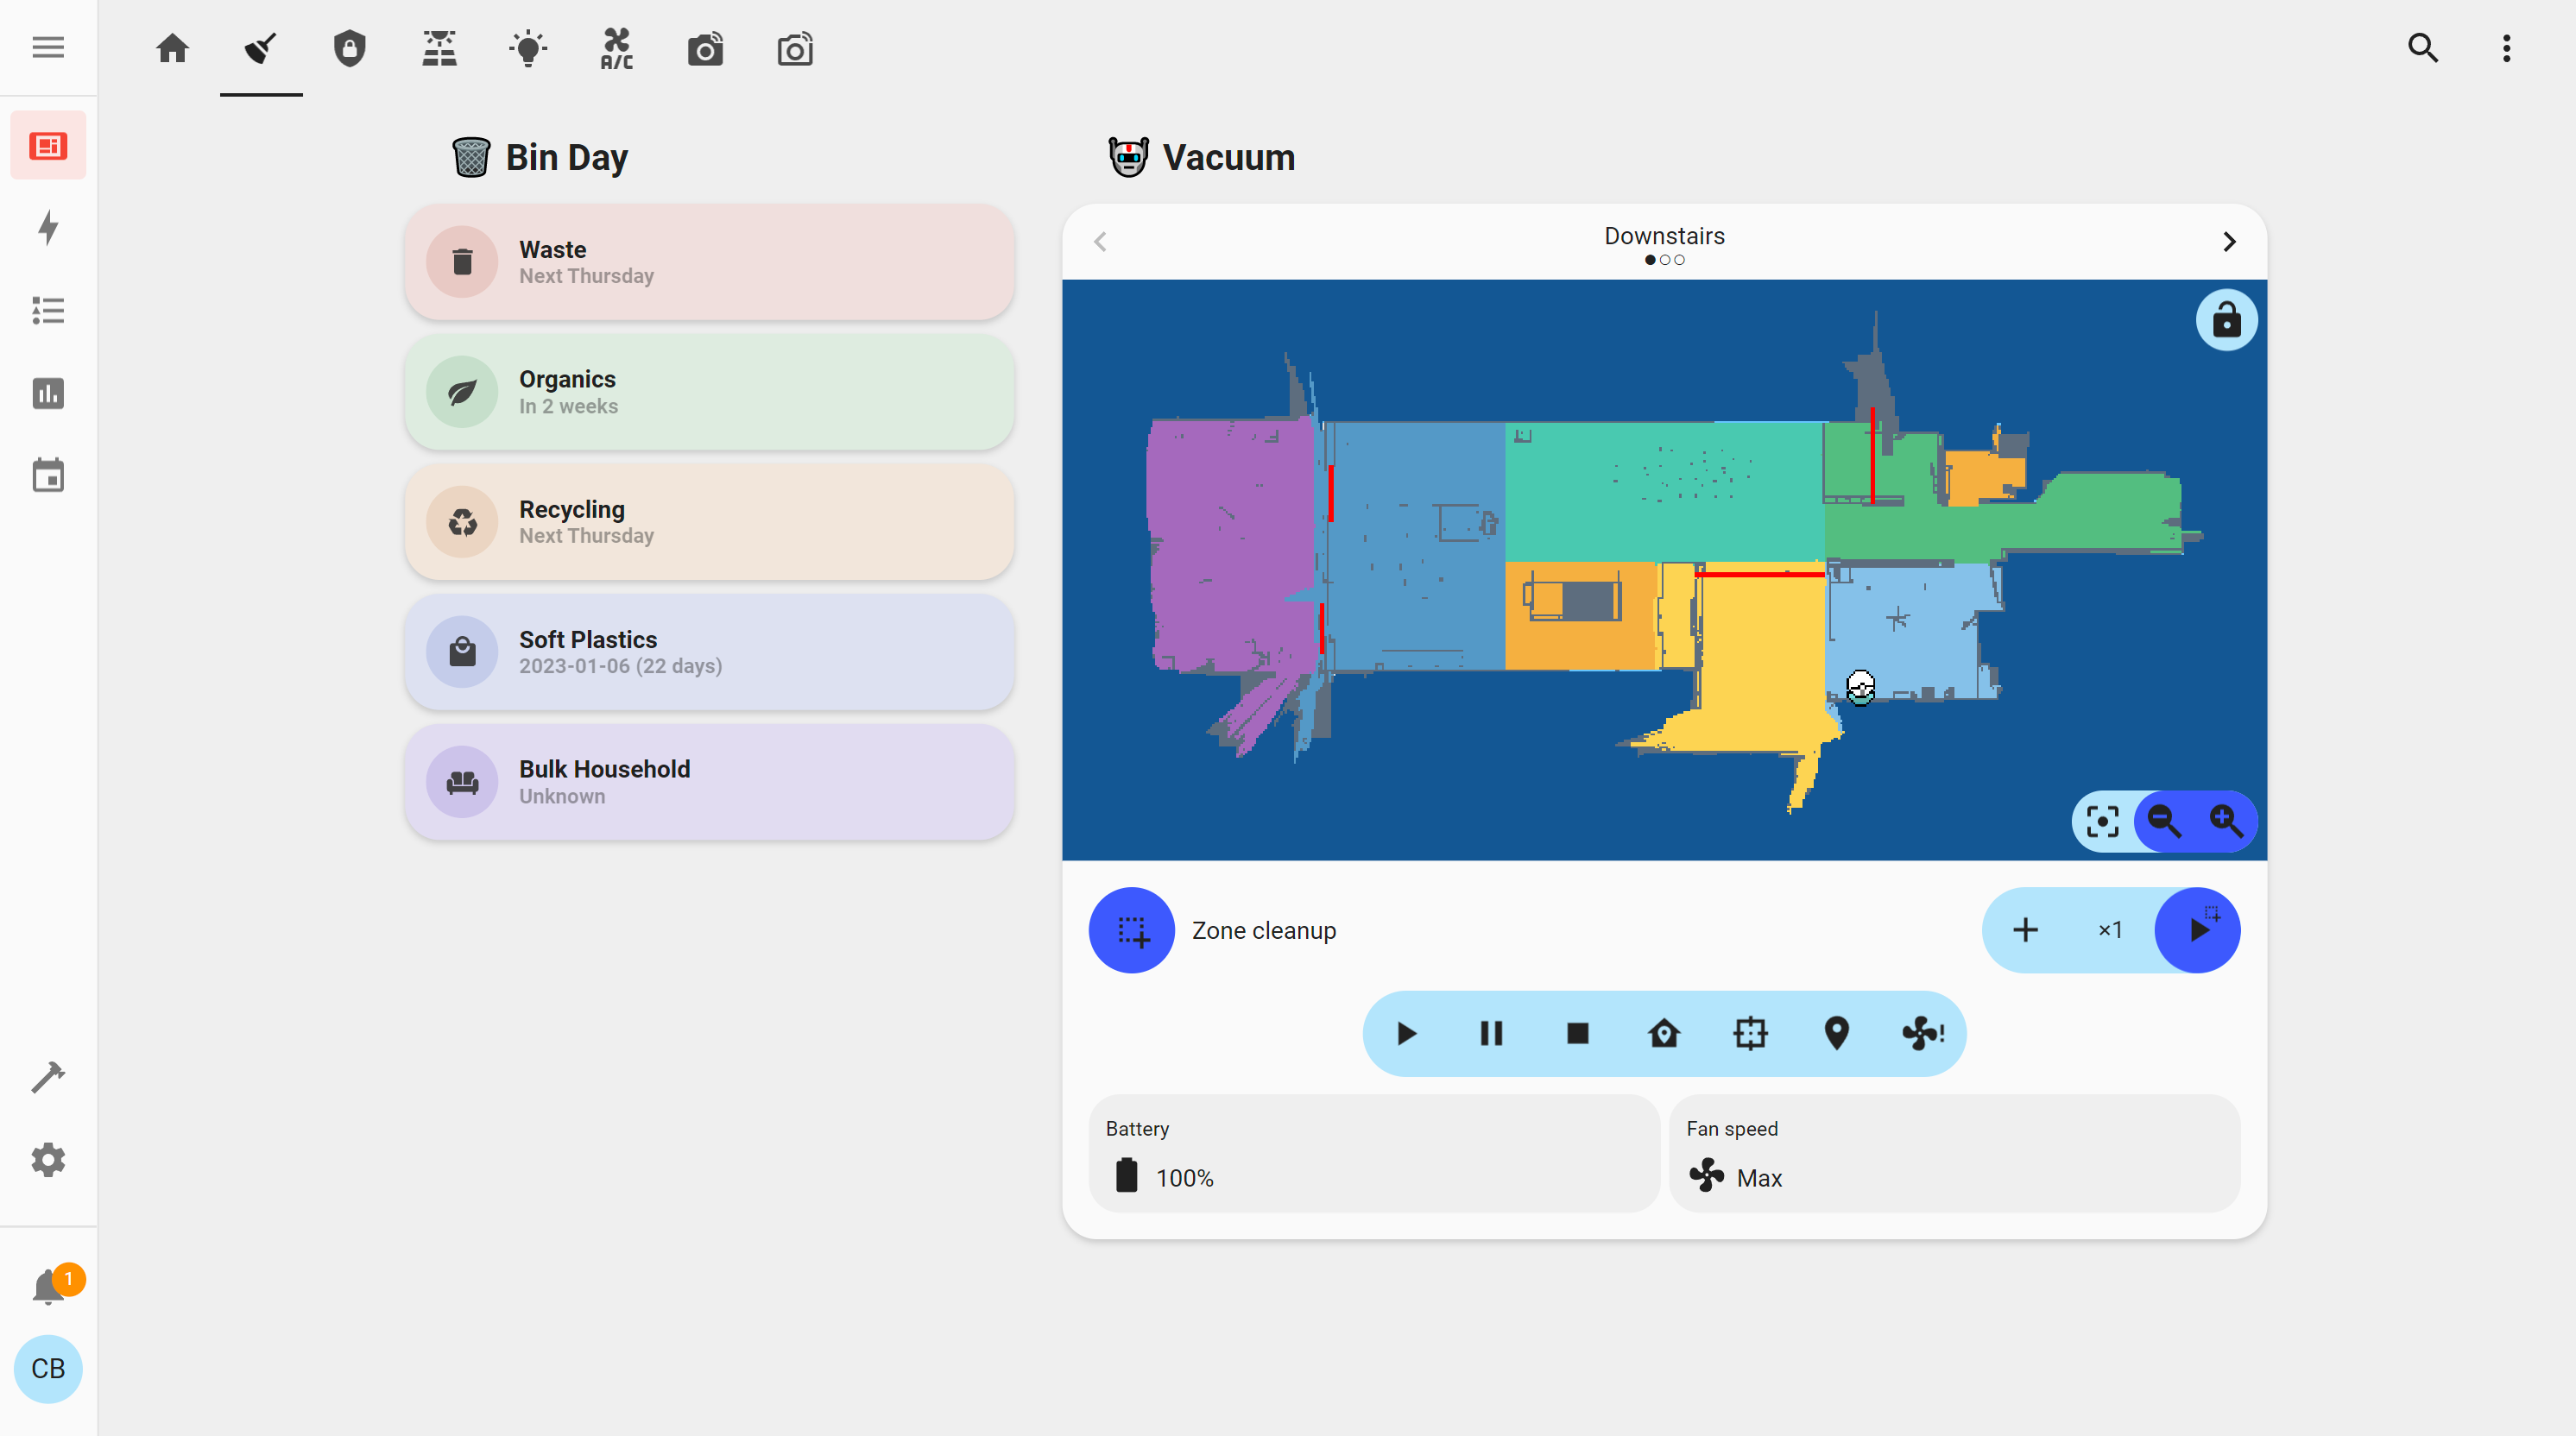 A/C
Bin Day
Waste
Next Thursday
Organics
In 2 weeks
Recycling
Next Thursday
Soft Plastics
2023-01-06 (22 days)
Bulk Household
Unknown
Vacuum
Downstairs
Zone cleanup
×1
Battery
100%
Fan speed
Max
1
CB